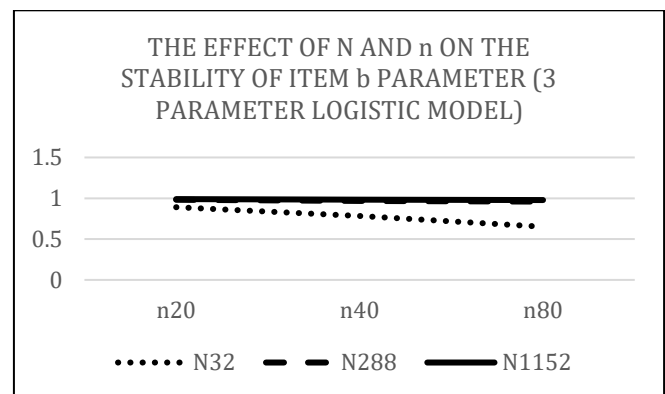 THE EFFECT OF N AND n ON THE
STABILITY OF ITEM b PARAMETER (3
PARAMETER LOGISTIC MODEL)
1.5
1
0.5
0
n20 n40 n80
N32 N288 N1152